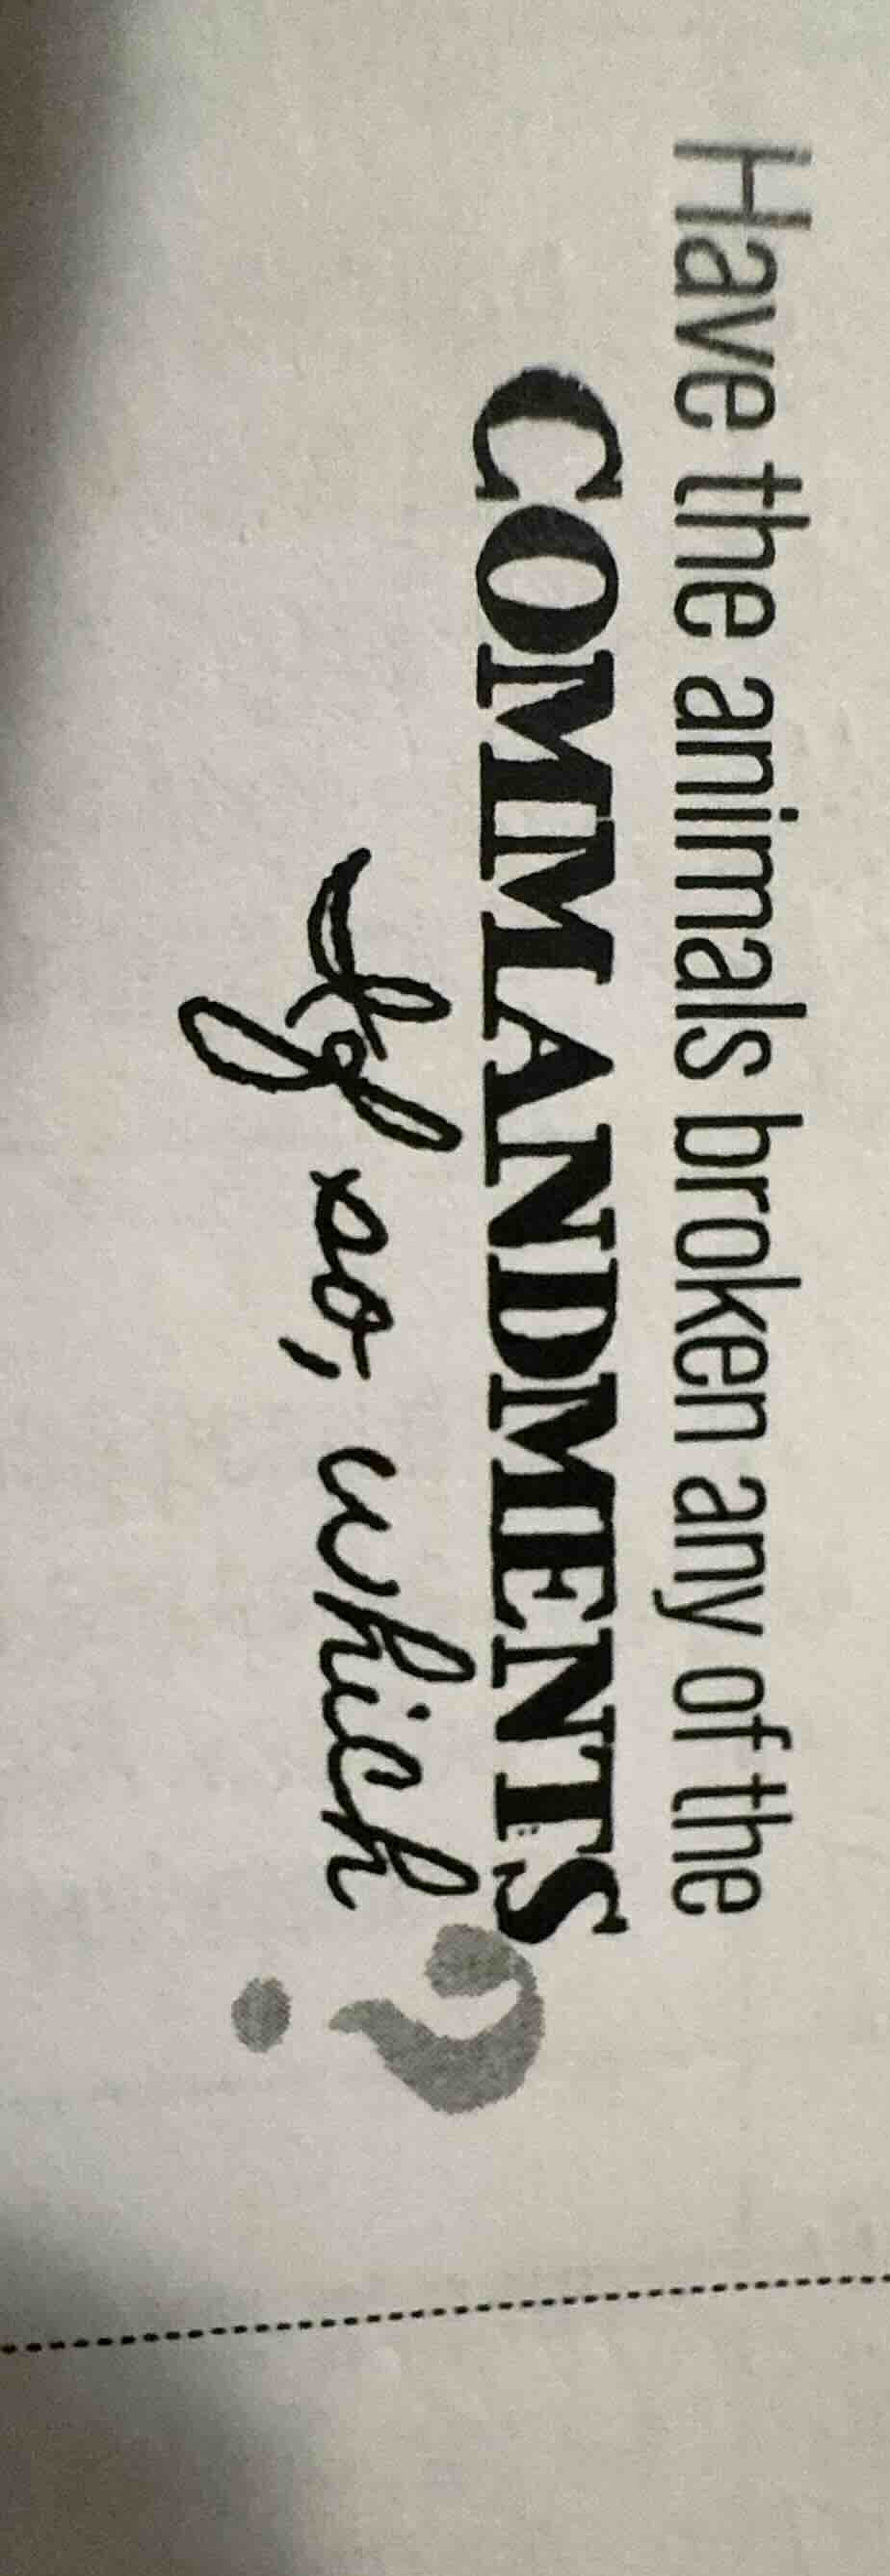 Have the animals broken any of the
COMMANDMENTS
If so, which?